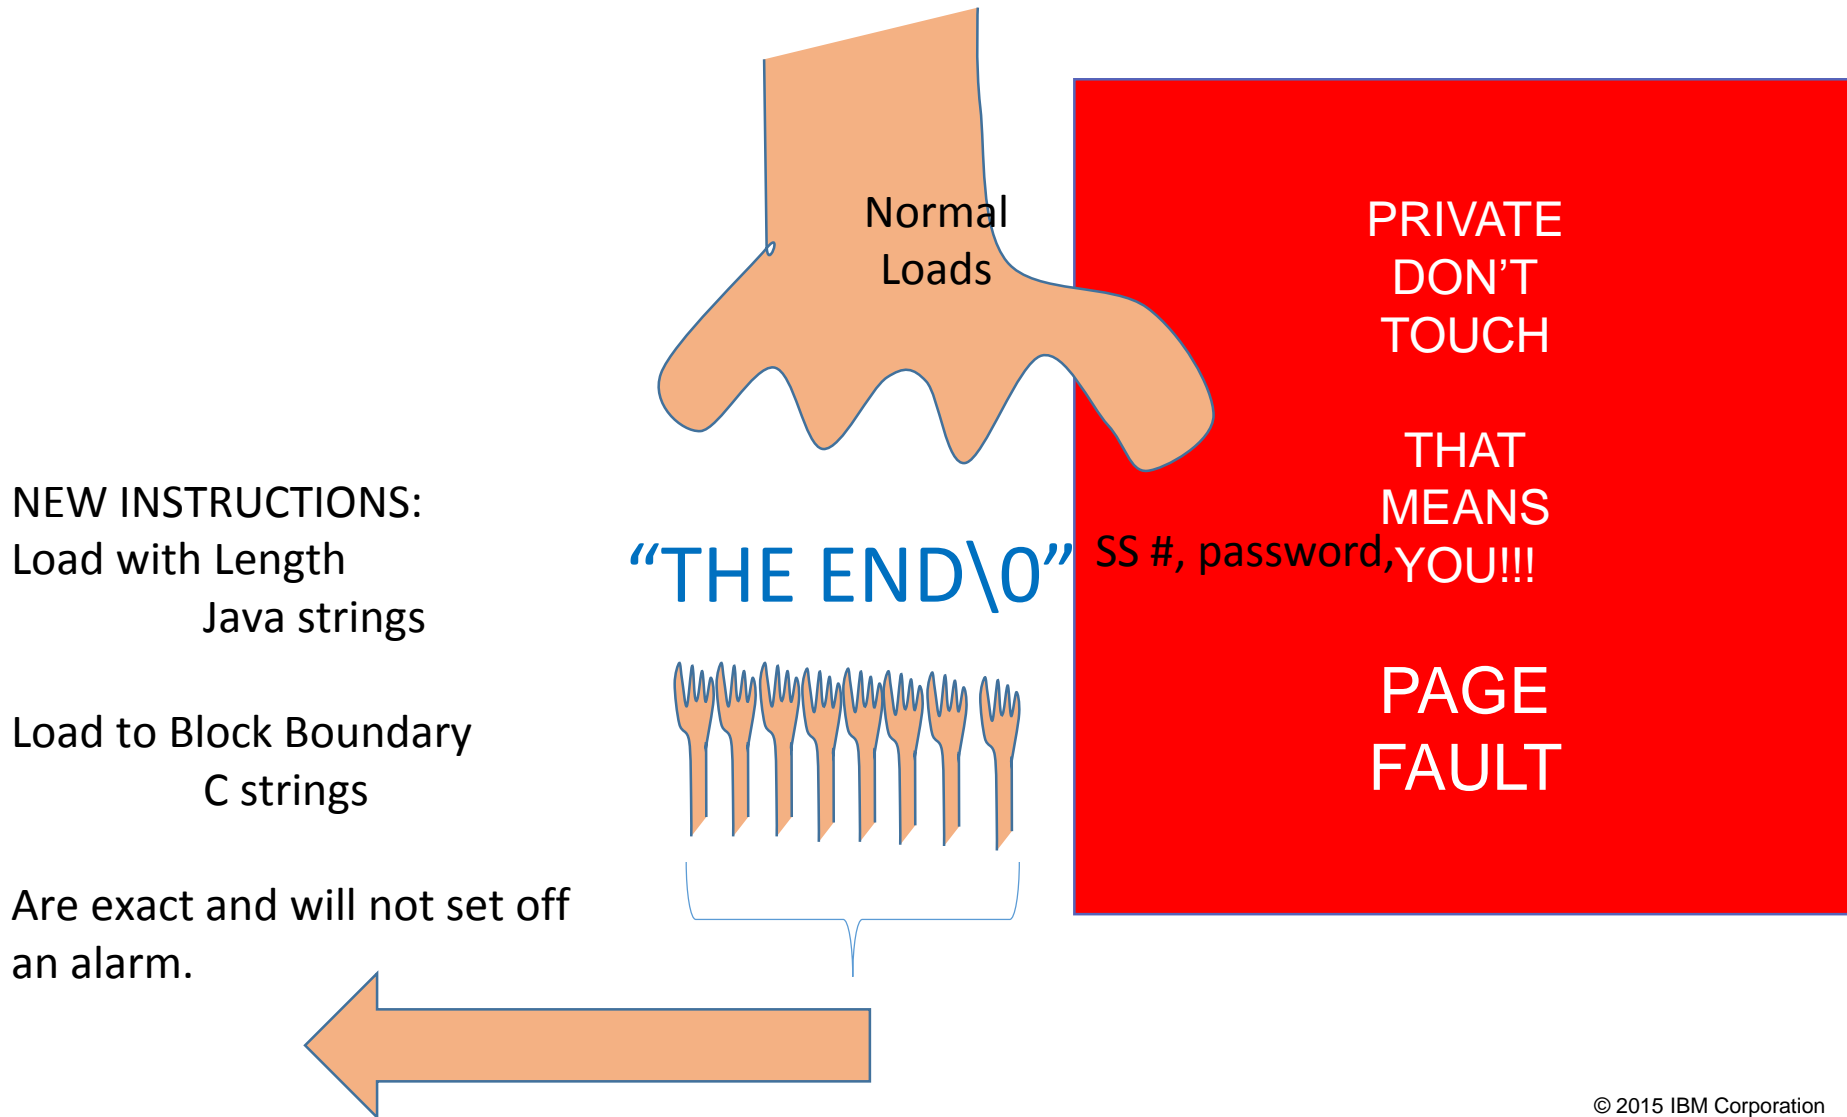 Normal
Loads
PRIVATE
DON’T
TOUCH
THAT
MEANS
YOU!!!
PAGE
FAULT
NEW INSTRUCTIONS:
Load with Length
Java strings
Load to Block Boundary
C strings
Are exact and will not set off
an alarm.
“THE END\0”
SS #, password,
© 2015 IBM Corporation